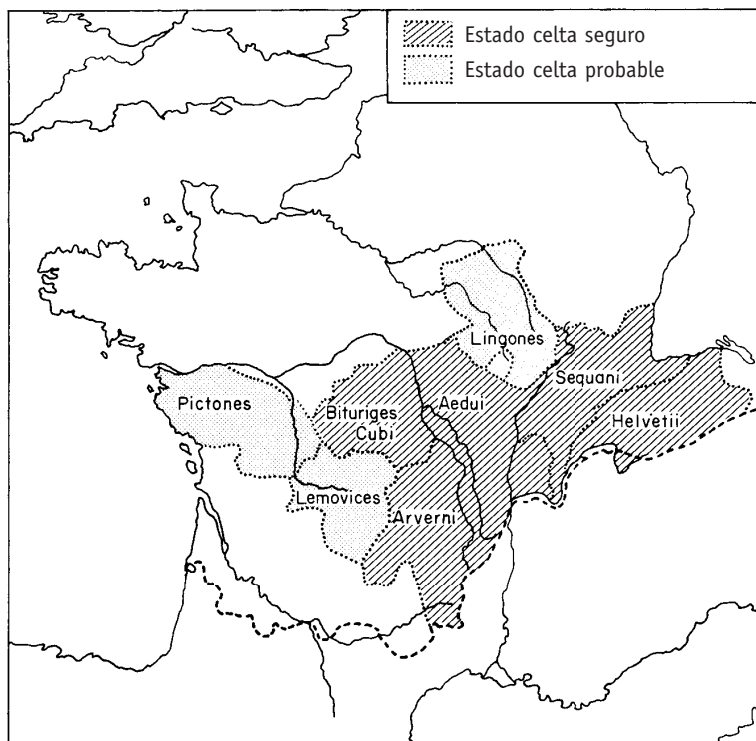 Estado celta seguro
Estado celta probable
Lingones
Sequani
Pictones
Bituriges
Cubi
Aedui
Helvetii
Lemovices
Arverni